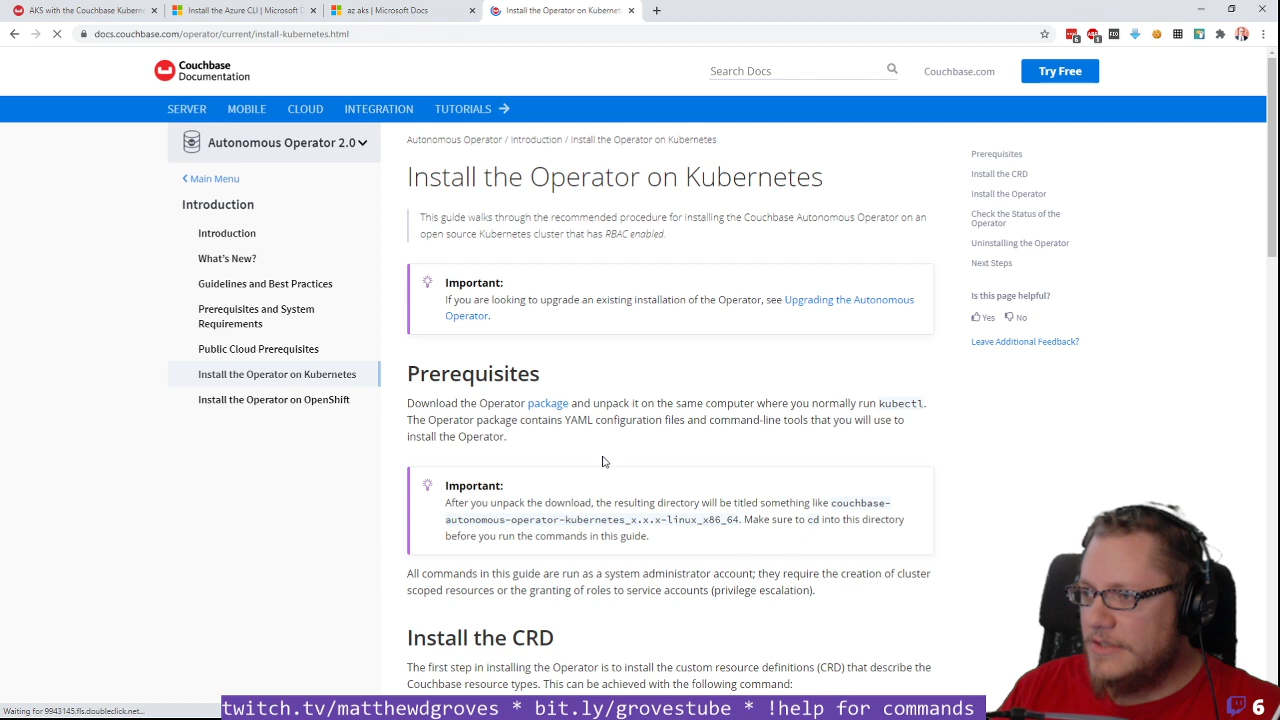 AKS with the Couchbase Kubern
Install the Azure CLI | Microsoft D
az aks | Microsoft Docs
Install the Operator on Kubernet
docs.couchbase.com/operator/current/install-kubernetes.html
Couchbase
Documentation
Search Docs
Couchbase.com
Try Free
SERVER
MOBILE
CLOUD
INTEGRATION
TUTORIALS
Autonomous Operator 2.0
Main Menu
Introduction
Introduction
What's New?
Guidelines and Best Practices
Prerequisites and System
Requirements
Public Cloud Prerequisites
Install the Operator on Kubernetes
Install the Operator on OpenShift
Autonomous Operator / Introduction / Install the Operator on Kubernetes
Install the Operator on Kubernetes
This guide walks through the recommended procedure for installing the Couchbase Autonomous Operator on an
open source Kubernetes cluster that has RBAC enabled.
Important:
If you are looking to upgrade an existing installation of the Operator, see Upgrading the Autonomous
Operator.
Prerequisites
Download the Operator package and unpack it on the same computer where you normally run kubectl.
The Operator package contains YAML configuration files and command-line tools that you will use to
install the Operator.
Important:
After you unpack the download, the resulting directory will be titled something like couchbase-
autonomous-operator-kubernetes_x.x.x-linux_x86_64. Make sure to cd into this directory
before you run the commands in this guide.
All commands in this guide are run as a system administrator account; they require the creation of cluster
scoped resources or the granting of roles to service accounts (privilege escalation).
Install the CRD
The first step in installing the Operator is to install the custom resource definitions (CRD) that describe the
Couchbase resource types. This can be achieved with the following command:
Prerequisites
Install the CRD
Install the Operator
Check the Status of the
Operator
Uninstalling the Operator
Next Steps
Is this page helpful?
Yes
No
Leave Additional Feedback?
Waiting for 9943145.fls.doubleclick.net...
twitch.tv/matthewdgroves * bit.ly/grovestube * !help for commands
6